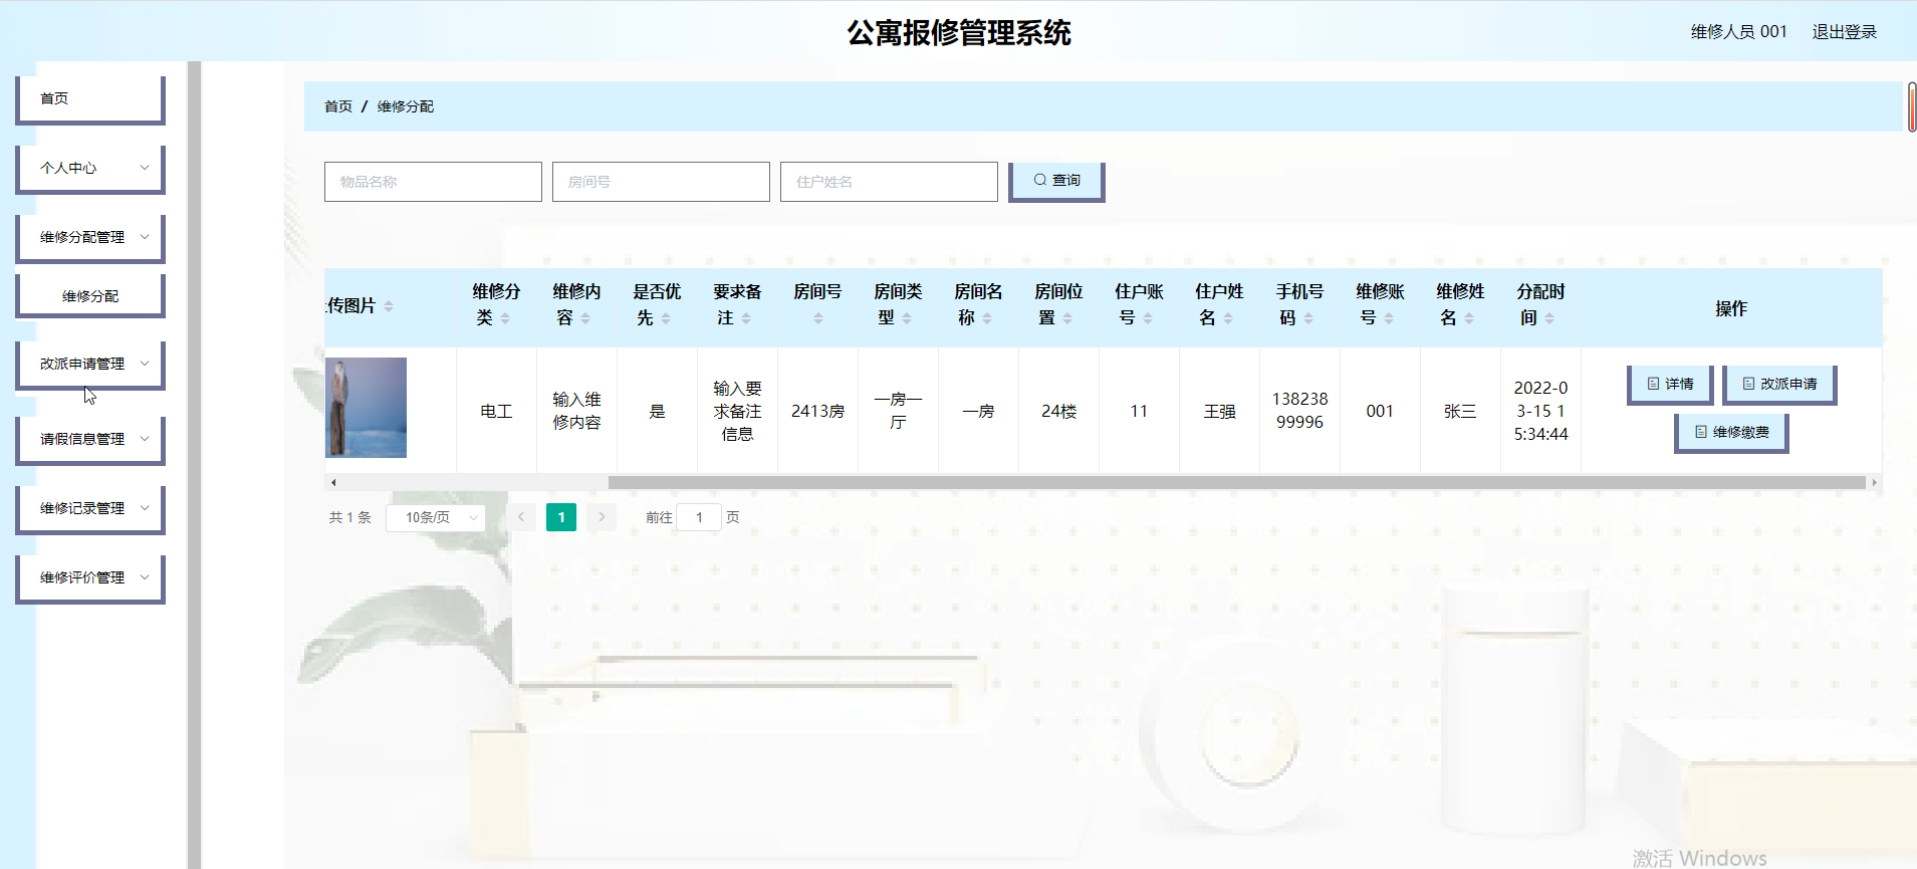 公寓报修管理系统
维修人员 001 退出登录
首页
个人中心
维修分配管理
维修分配
改派申请管理
请假信息管理
维修记录管理
维修评价管理
首页 / 维修分配
物品名称 房间号 住户姓名 查询
传图片 维修分类 维修内容 是否优先 要求备注 房间号 房间类型 房间名称 房间位置 住户账号 住户姓名 手机号码 维修账号 维修姓名 分配时间 操作
电工 输入维修内容 是 输入要求备注信息 2413房 一房一厅 一房 24楼 11 王强 13823899996 001 张三 2022-03-15 15:34:44 详情 改派申请
维修缴费
共 1 条 10条/页 1 前往 1 页
激活 Windows